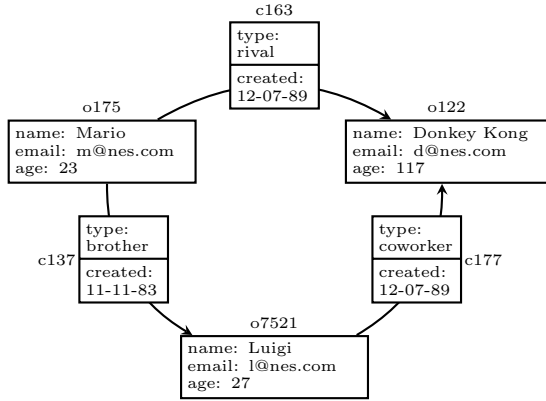 c163
type:
rival
created:
12-07-89
o175
name: Mario
email: m@nes.com
age: 23
o122
name: Donkey Kong
email: d@nes.com
age: 117
c137
type:
brother
created:
11-11-83
type:
coworker
created:
12-07-89
c177
o7521
name: Luigi
email: l@nes.com
age: 27